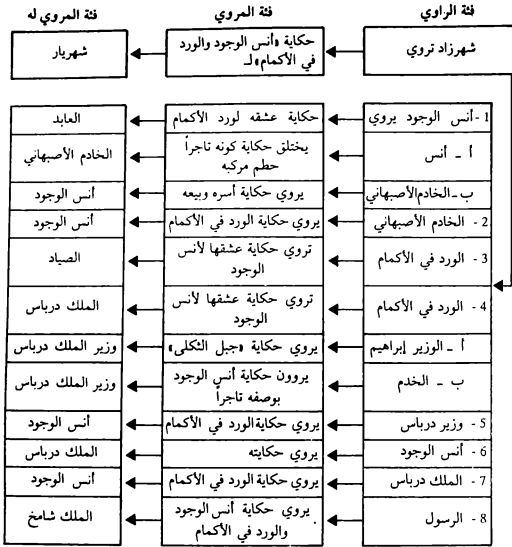 فئة الراوي فئة المروي فئة المروي له
شهرزاد تروي حكاية «أنس الوجود والورد في الأكمام» لـ شهريار
1 -أنس الوجود يروي حكاية عشقه لورد الأكمام العابد
أ - أنس يختلق حكاية كونه تاجراً حطم مركبه الخادم الأصبهاني
ب -الخادم الأصبهاني يروي حكاية أسره وبيعه أنس الوجود
2 - الخادم الأصبهاني يروي حكاية الورد في الأكمام أنس الوجود
3 - الورد في الأكمام تروي حكاية عشقها لأنس الوجود الصياد
4 - الورد في الأكمام تروي حكاية عشقها لأنس الوجود الملك درباس
أ - الوزير إبراهيم يروي حكاية «جبل الثكلى» وزير الملك درباس
ب - الخدم يروون حكاية أنس الوجود بوصفه تاجراً وزير الملك درباس
5 - وزير درباس يروي حكاية الورد في الأكمام أنس الوجود
6 - أنس الوجود يروي حكايته الملك درباس
7 - الملك درباس يروي حكاية الورد في الأكمام أنس الوجود
8 - الرسول يروي حكاية أنس الوجود والورد في الأكمام الملك شامخ